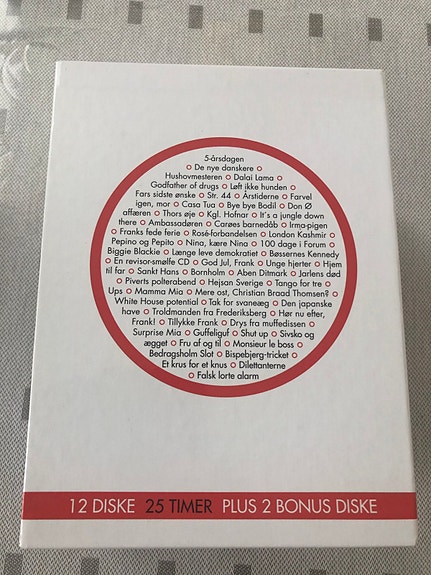 5-årsdagen
○ De nye danskere ○
Hushovmesteren ○ Dalai Lama ○
Godfather of drugs ○ Løft ikke hunden ○
Fars sidste ønske ○ Str. 44 ○ Årstiderne ○ Farvel
igen, mor ○ Casa Tua ○ Bye bye Bodil ○ Don Ø
affæren ○ Thors øje ○ Kgl. Hofnar ○ It's a jungle down
there ○ Ambassadøren ○ Carøes barnedåb ○ Irma-pigen
○ Franks fede ferie ○ Rosé-forbandelsen ○ London Kashmir ○
Pepino og Pepito ○ Nina, kære Nina ○ 100 dage i Forum ○
Biggie Blackie ○ Længe leve demokratiet ○ Bøssernes Kennedy
○ En revisor-smølfe CD ○ God Jul, Frank ○ Unge hjerter ○ Hjem
til far ○ Sankt Hans ○ Bornholm ○ Aben Ditmark ○ Jarlens død
○ Piverts polterabend ○ Hejsan Sverige ○ Tango for tre ○
Ups ○ Mamma Mia ○ Mere ost, Christian Braad Thomsen? ○
White House potential ○ Tak for svaneæg ○ Den japanske
have ○ Troldmanden fra Frederiksberg ○ Hør nu efter,
Frank! ○ Tillykke Frank ○ Drys fra muffedissen ○
Surprise Mia ○ Guffeliguf ○ Shut up ○ Sivsko og
ægget ○ Fru af og til ○ Monsieur le boss ○
Bedragsholm Slot ○ Bispebjerg-tricket ○
Et krus for et knus ○ Dilettanterne
○ Falsk lorte alarm
12 DISKE 25 TIMER PLUS 2 BONUS DISKE